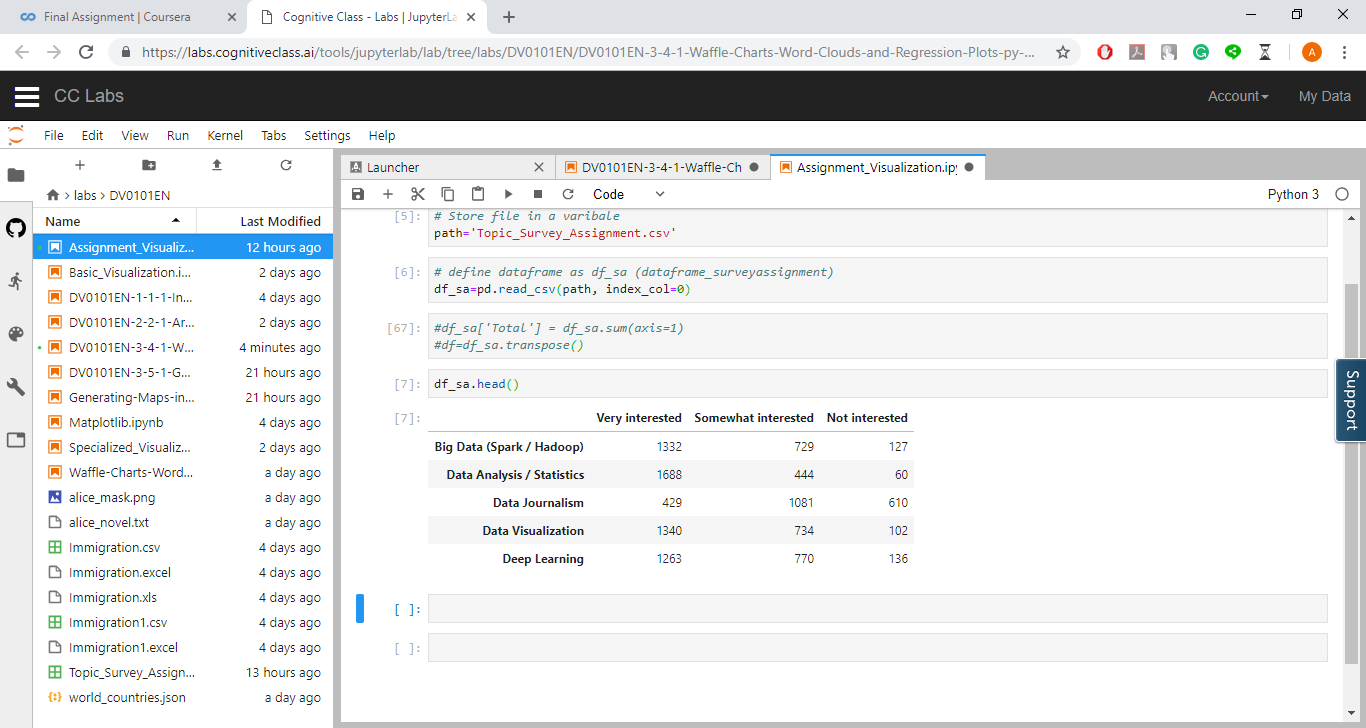 Final Assignment | Coursera
Cognitive Class - Labs | JupyterLa
https://labs.cognitiveclass.ai/tools/jupyterlab/lab/tree/labs/DV0101EN/DV0101EN-3-4-1-Waffle-Charts-Word-Clouds-and-Regression-Plots-py-...
A
CC Labs
Account
My Data
File Edit View Run Kernel Tabs Settings Help
labs > DV0101EN
Name Last Modified
Assignment_Visualiz... 12 hours ago
Basic_Visualization.i... 2 days ago
DV0101EN-1-1-1-In... 4 days ago
DV0101EN-2-2-1-Ar... 2 days ago
DV0101EN-3-4-1-W... 4 minutes ago
DV0101EN-3-5-1-G... 21 hours ago
Generating-Maps-in... 21 hours ago
Matplotlib.ipynb 4 days ago
Specialized_Visualiz... 2 days ago
Waffle-Charts-Word... a day ago
alice_mask.png a day ago
alice_novel.txt a day ago
Immigration.csv 4 days ago
Immigration.excel 4 days ago
Immigration.xls 4 days ago
Immigration1.csv 4 days ago
Immigration1.excel 4 days ago
Topic_Survey_Assign... 13 hours ago
world_countries.json a day ago
Launcher
DV0101EN-3-4-1-Waffle-Ch
Assignment_Visualization.ipy
Code
Python 3
[5]: # Store file in a varibale
path='Topic_Survey_Assignment.csv'
[6]: # define dataframe as df_sa (dataframe_surveyassignment)
df_sa=pd.read_csv(path, index_col=0)
[67]: #df_sa['Total'] = df_sa.sum(axis=1)
#df=df_sa.transpose()
[7]: df_sa.head()
[7]: Very interested Somewhat interested Not interested
Big Data (Spark / Hadoop) 1332 729 127
Data Analysis / Statistics 1688 444 60
Data Journalism 429 1081 610
Data Visualization 1340 734 102
Deep Learning 1263 770 136
[ ]:
[ ]:
Support